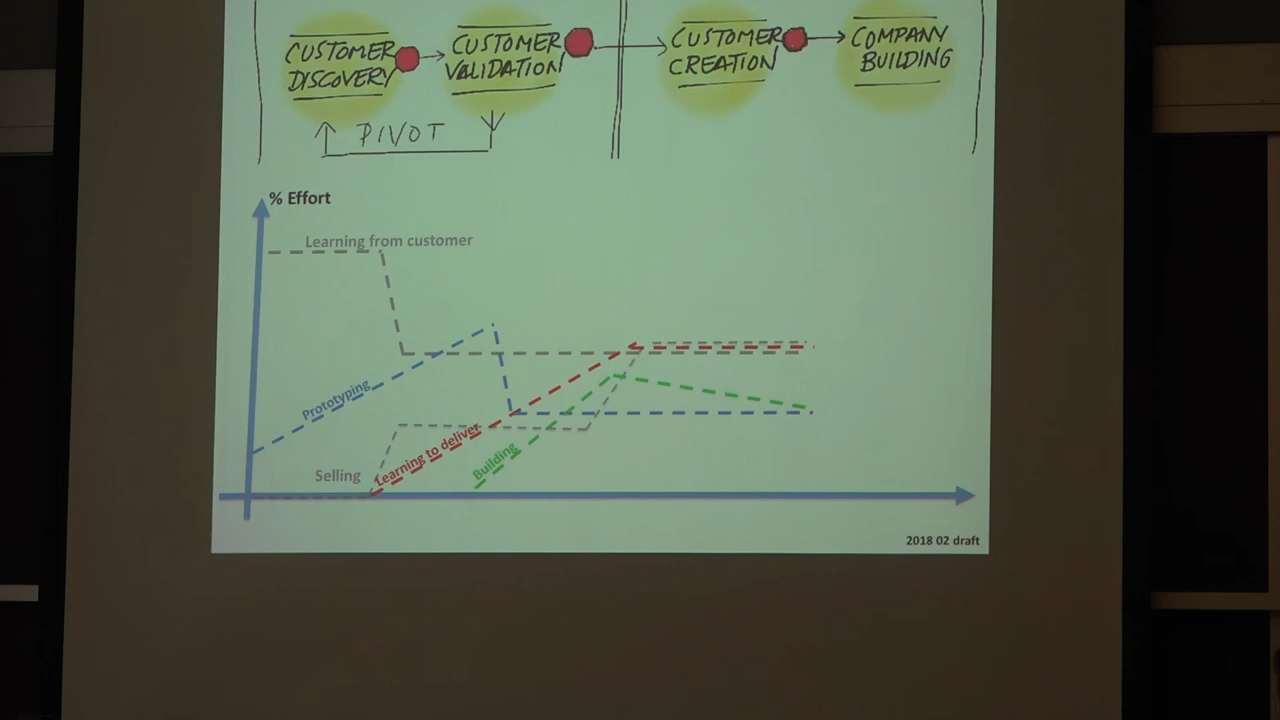 CUSTOMER
DISCOVERY
CUSTOMER
VALIDATION
CUSTOMER
CREATION
COMPANY
BUILDING
PIVOT
% Effort
Learning from customer
Prototyping
Selling
Learning to deliver
Building
2018 02 draft